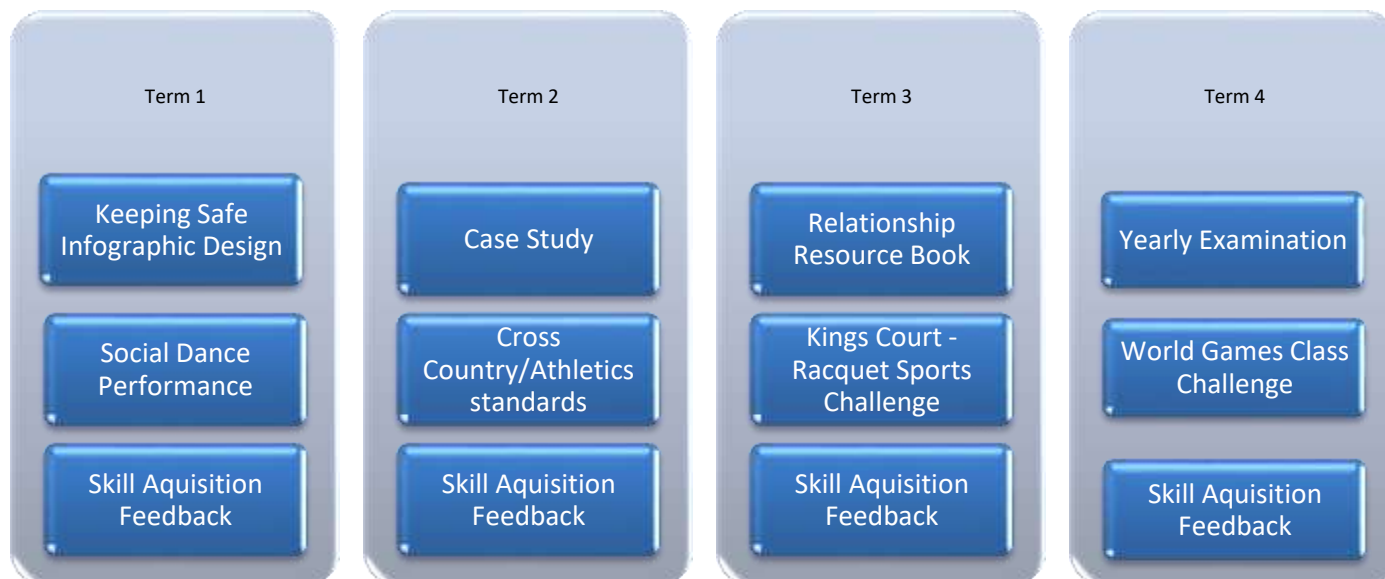 Term 1
Keeping Safe
Infographic Design
Social Dance
Performance
Skill Aquisition
Feedback
Term 2
Case Study
Cross
Country/Athletics
standards
Skill Aquisition
Feedback
Term 3
Relationship
Resource Book
Kings Court -
Racquet Sports
Challenge
Skill Aquisition
Feedback
Term 4
Yearly Examination
World Games Class
Challenge
Skill Aquisition
Feedback